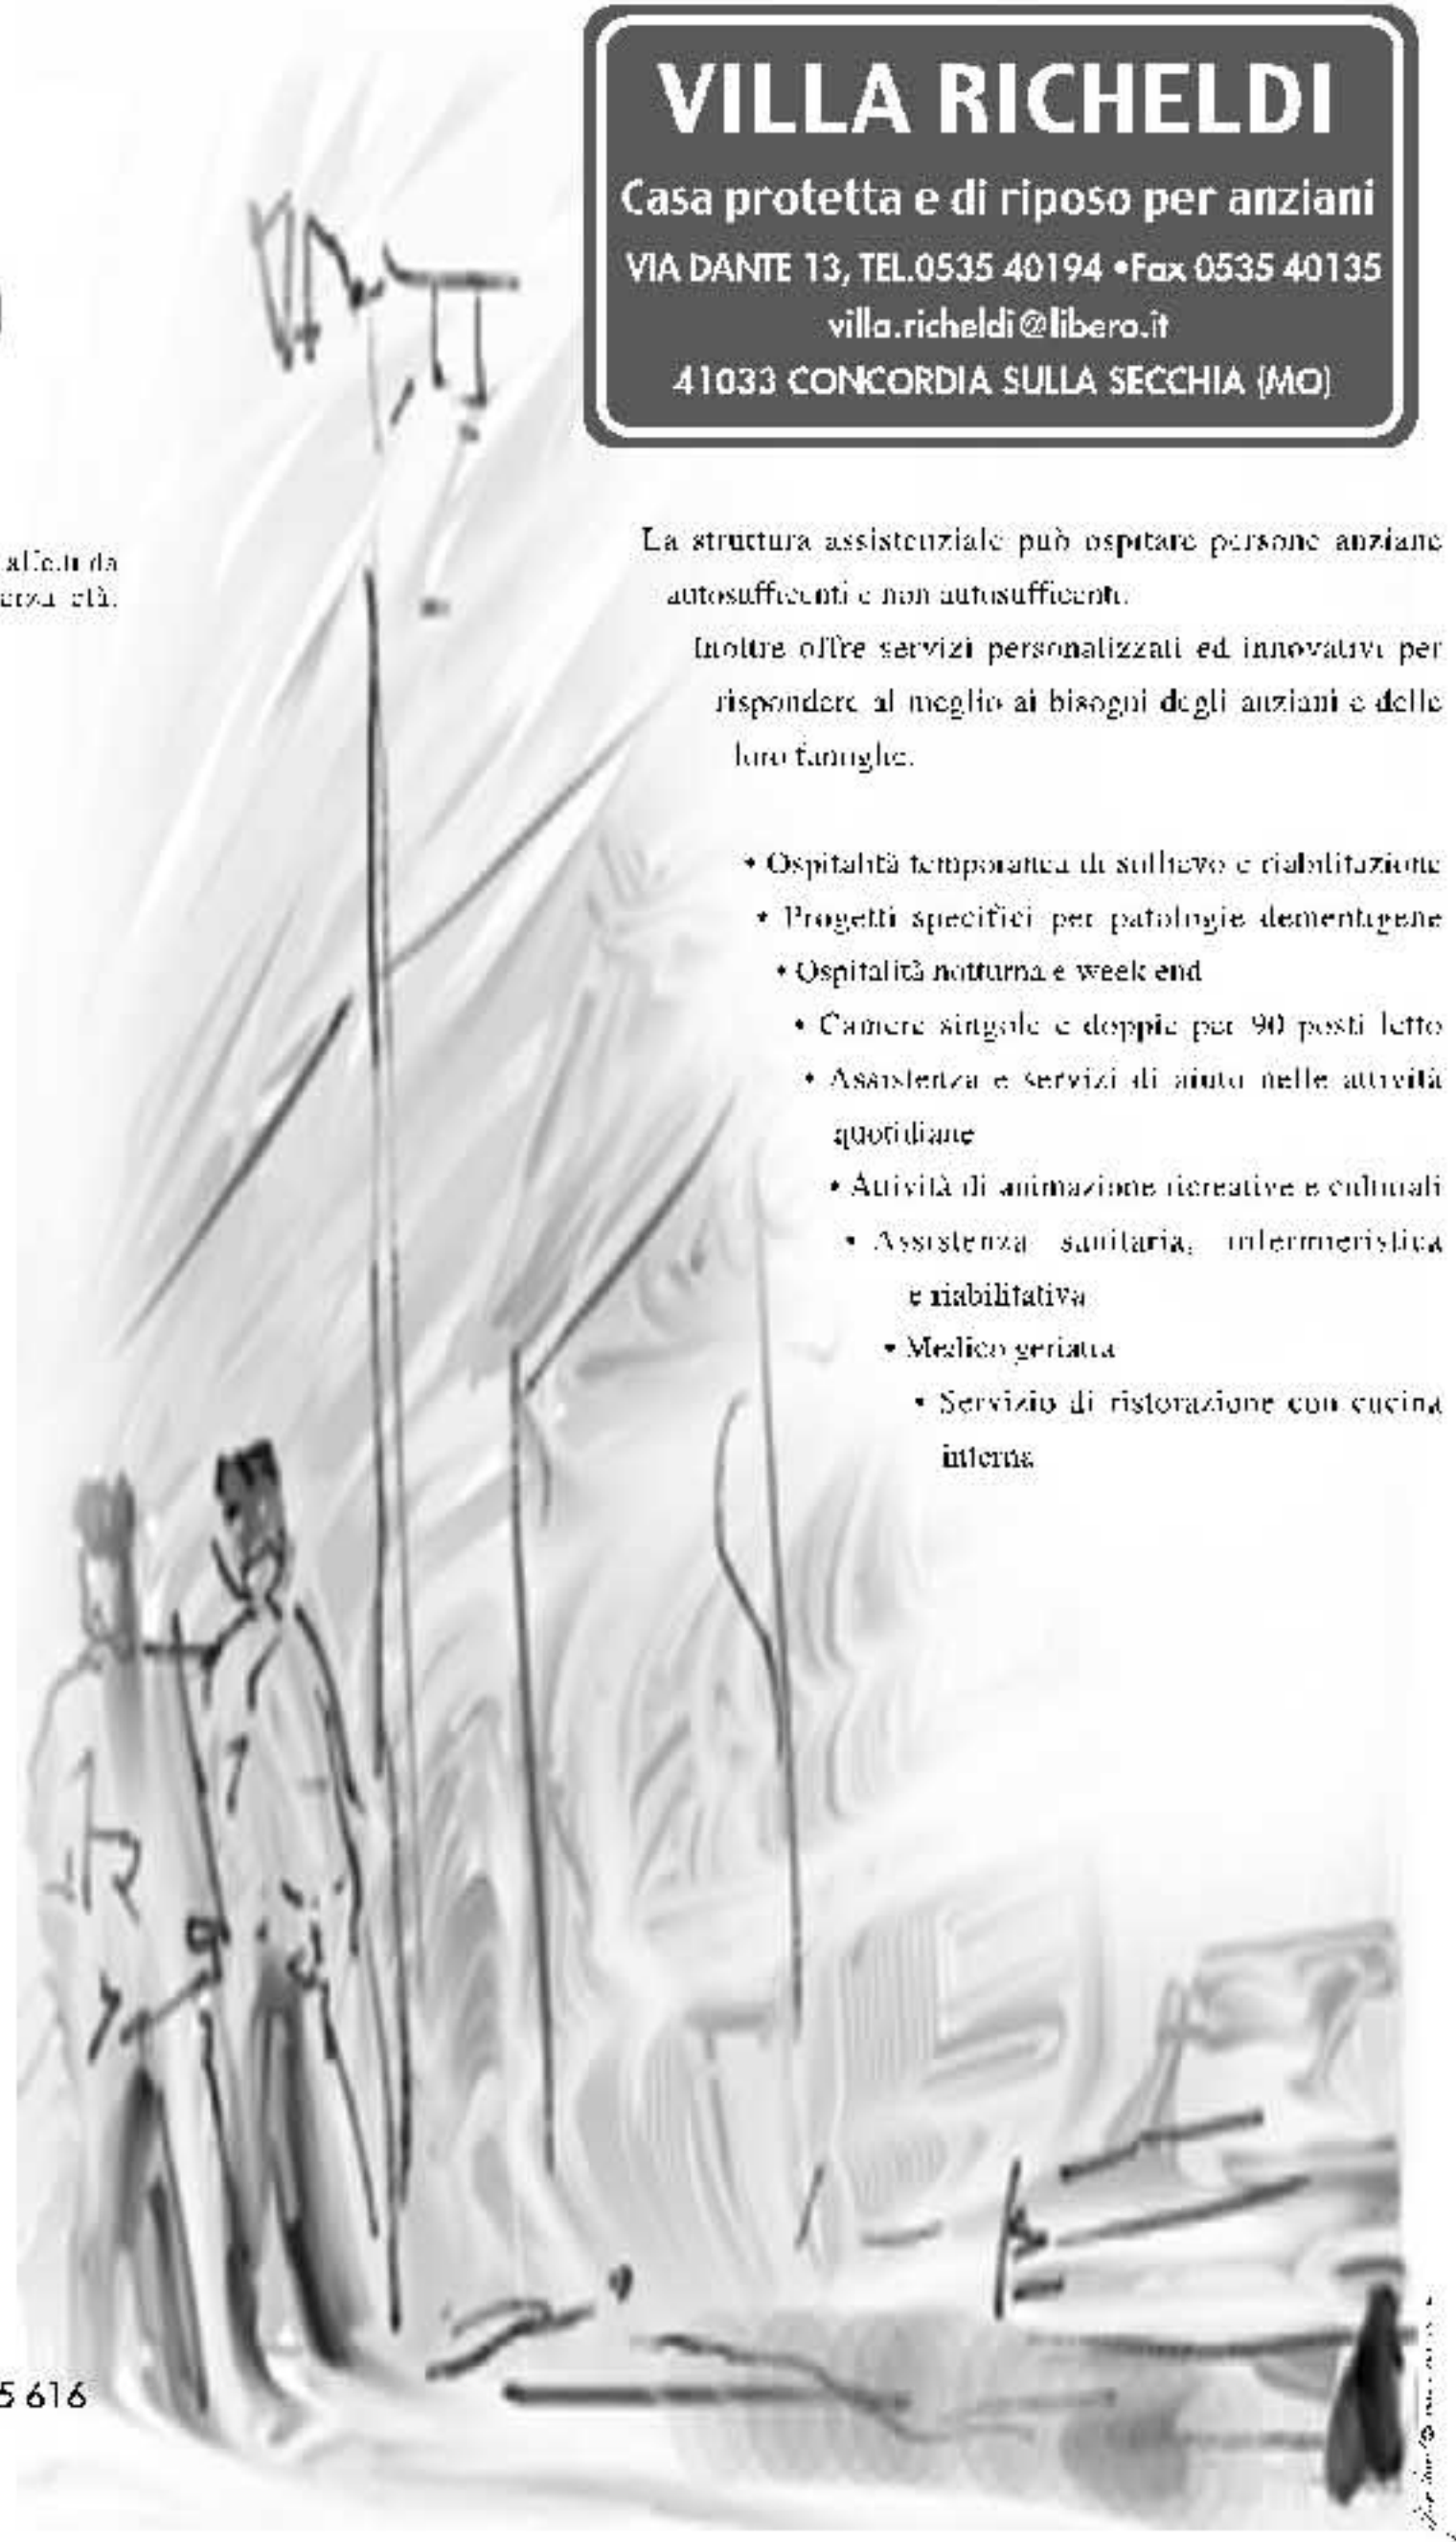 VILLA RICHELDI
Casa protetta e di riposo per anziani
VIA DANTE 13, TEL.0535 40194 •Fax 0535 40135
villa.richeldi@libero.it
41033 CONCORDIA SULLA SECCHIA (MO)
da
La struttura assistenziale può ospitare persone anziane
autosufficenti e non autosufficenti.
Inoltre offre servizi personalizzati ed innovativi per
rispondere al meglio ai bisogni degli anziani e delle
loro famiglie.
• Ospitalità temporanea di sollievo e riabilitazione
• Progetti specifici per patologie dementigene
• Ospitalità notturna e week end
• Camere singole e doppie per 90 posti letto
• Assistenza e servizi di aiuto nelle attività
quotidiane
• Attività di animazione ricreative e culturali
• Assistenza sanitaria, infermieristica
e riabilitativa
• Medico geriatra
• Servizio di ristorazione con cucina
interna
5 616